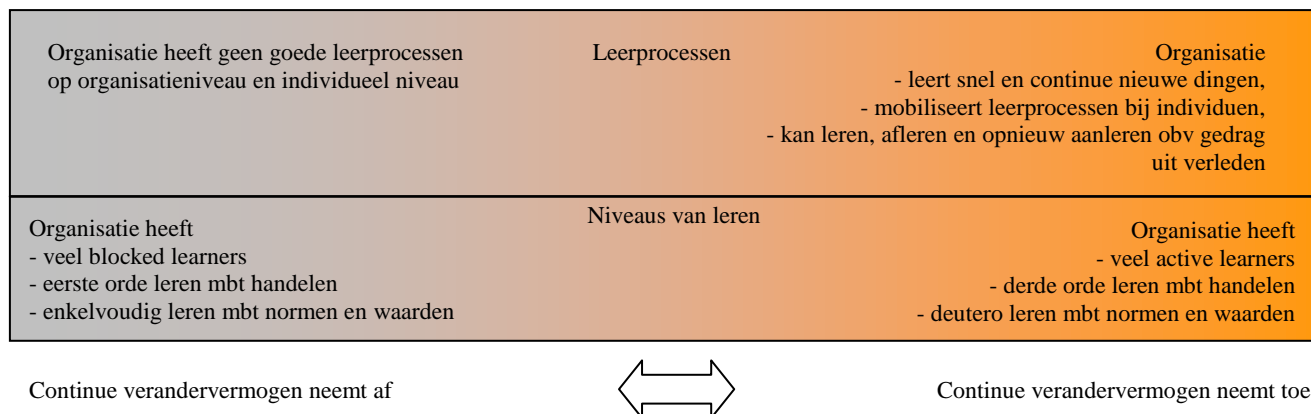 Organisatie heeft geen goede leerprocessen
op organisatieniveau en individueel niveau
Leerprocessen
Organisatie
- leert snel en continue nieuwe dingen,
- mobiliseert leerprocessen bij individuen,
- kan leren, afleren en opnieuw aanleren obv gedrag
uit verleden
Niveaus van leren
Organisatie heeft
- veel blocked learners
- eerste orde leren mbt handelen
- enkelvoudig leren mbt normen en waarden
Organisatie heeft
- veel active learners
- derde orde leren mbt handelen
- deutero leren mbt normen en waarden
Continue verandervermogen neemt af
Continue verandervermogen neemt toe